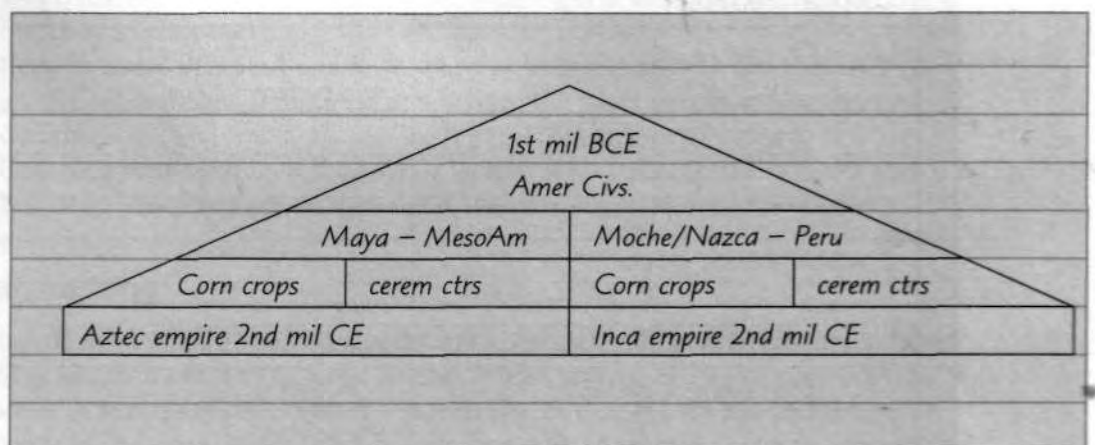 1st mil BCE
Amer Civs.
Maya – MesoAm Moche/Nazca – Peru
Corn crops cerem ctrs Corn crops cerem ctrs
Aztec empire 2nd mil CE Inca empire 2nd mil CE